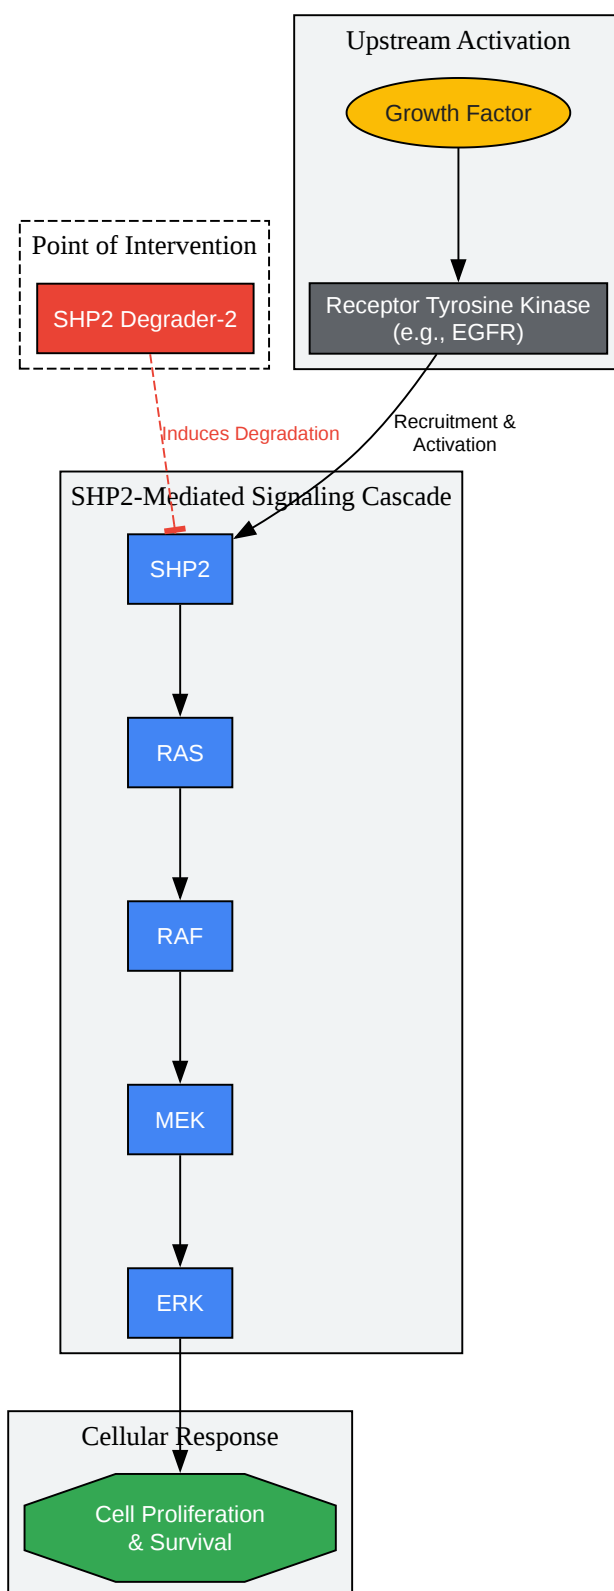 Upstream Activation
Growth Factor
Point of Intervention
SHP2 Degrader-2
Receptor Tyrosine Kinase
(e.g., EGFR)
Induces Degradation
Recruitment &
Activation
SHP2-Mediated Signaling Cascade
SHP2
RAS
RAF
MEK
ERK
Cellular Response
Cell Proliferation
& Survival